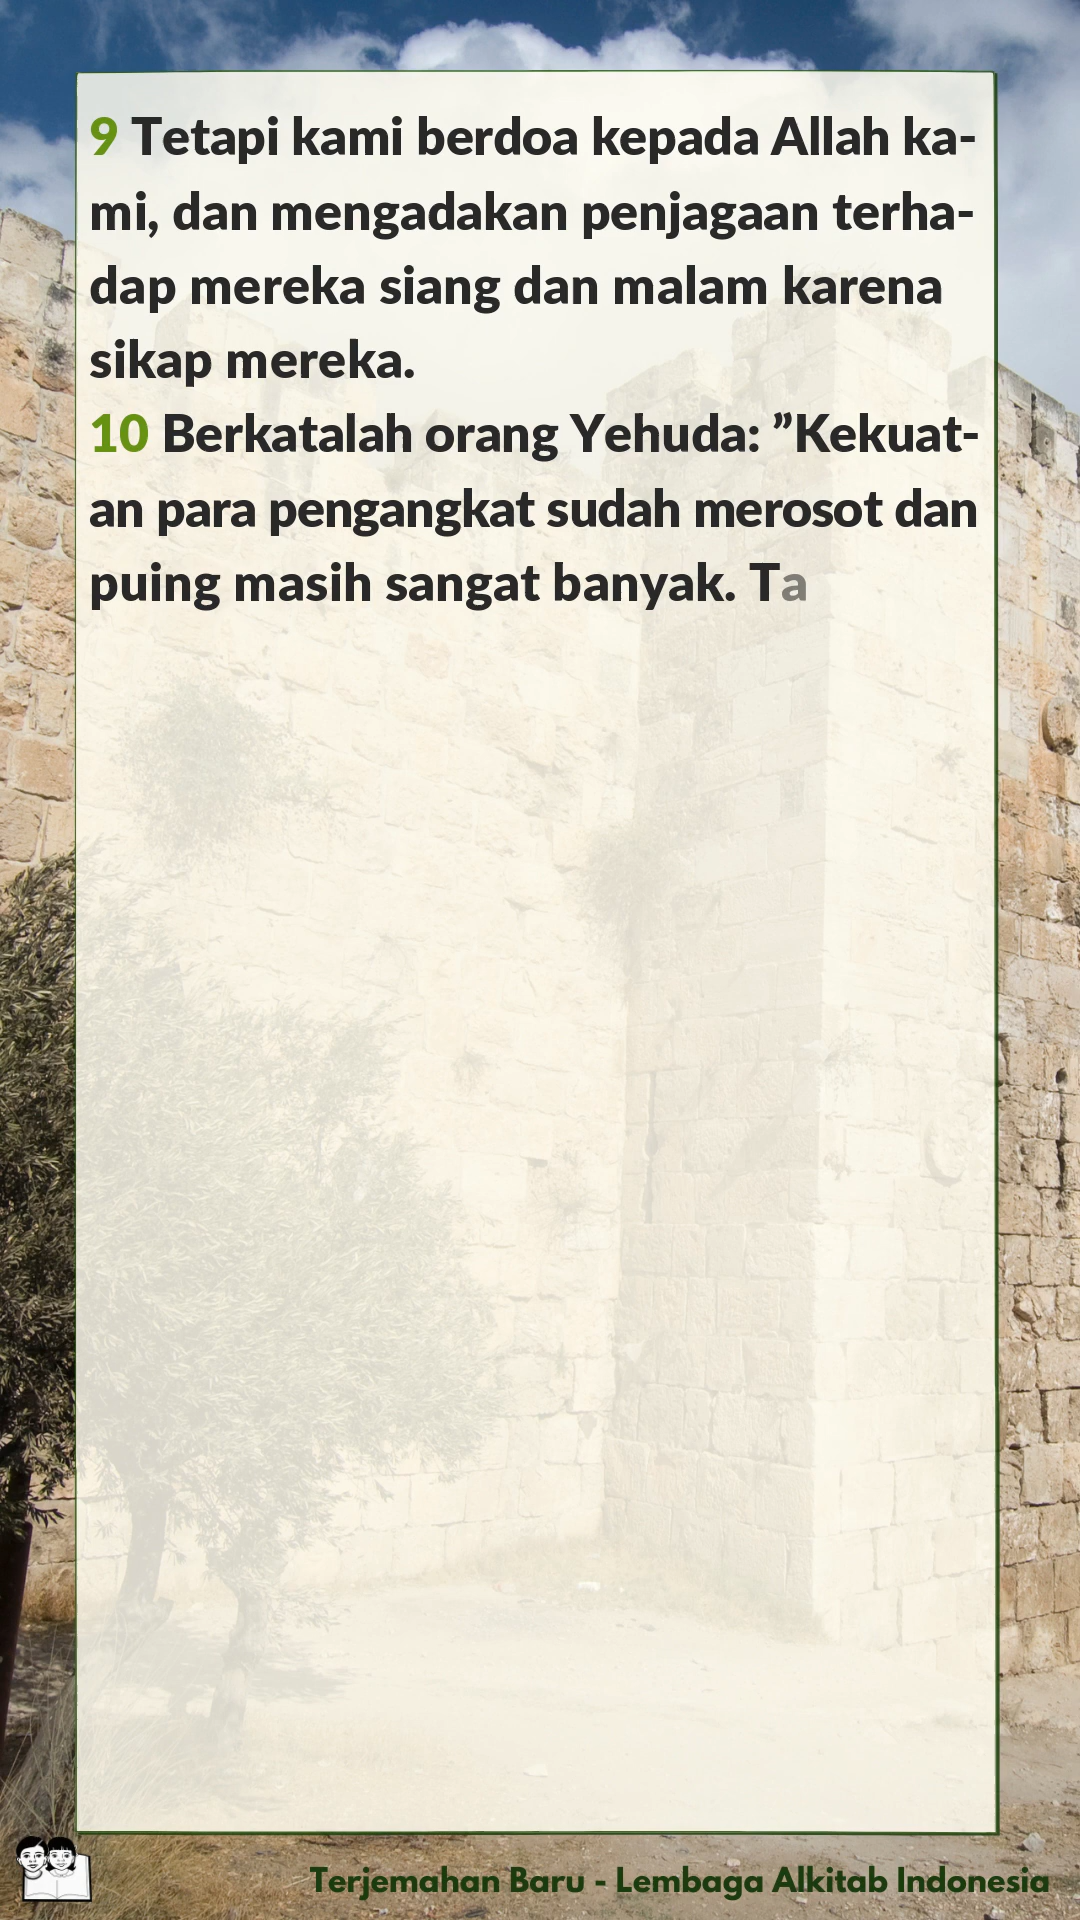 9 Tetapi kami berdoa kepada Allah ka-
mi, dan mengadakan penjagaan terha-
dap mereka siang dan malam karena
sikap mereka.
10 Berkatalah orang Yehuda: ”Kekuat-
an para pengangkat sudah merosot dan
puing masih sangat banyak. Ta
Terjemahan Baru - Lembaga Alkitab Indonesia